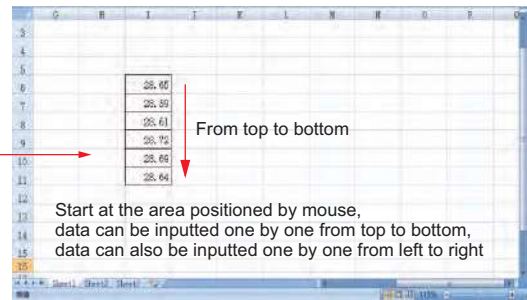 G H I J K L M N O P Q
3
4
5
6 28.65
7 28.59
8 28.61
9 28.72
10 28.69
11 28.64
12
13
14
15
16
From top to bottom
Start at the area positioned by mouse,
data can be inputted one by one from top to bottom,
data can also be inputted one by one from left to right
Sheet1 Sheet2 Sheet3
115%